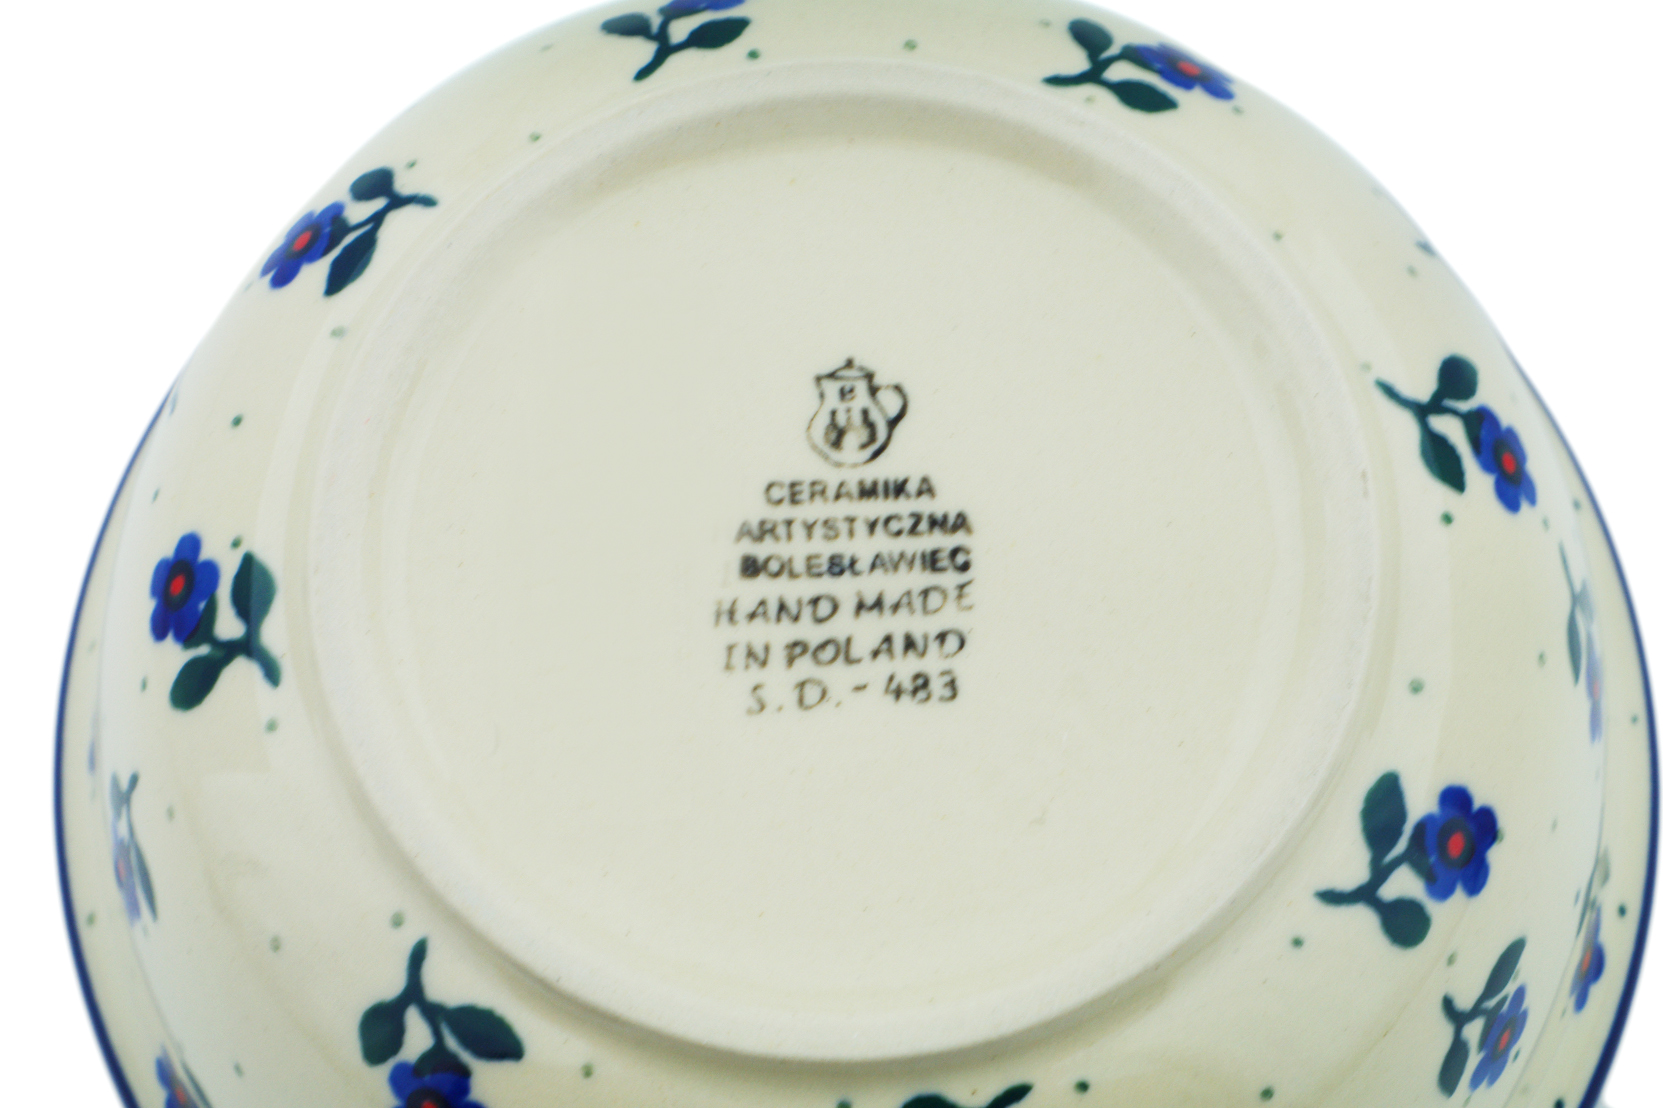 B
CERAMIKA
ARTYSTYCZNA
BOLESŁAWIEC
HAND MADE
IN POLAND
S.D.-483